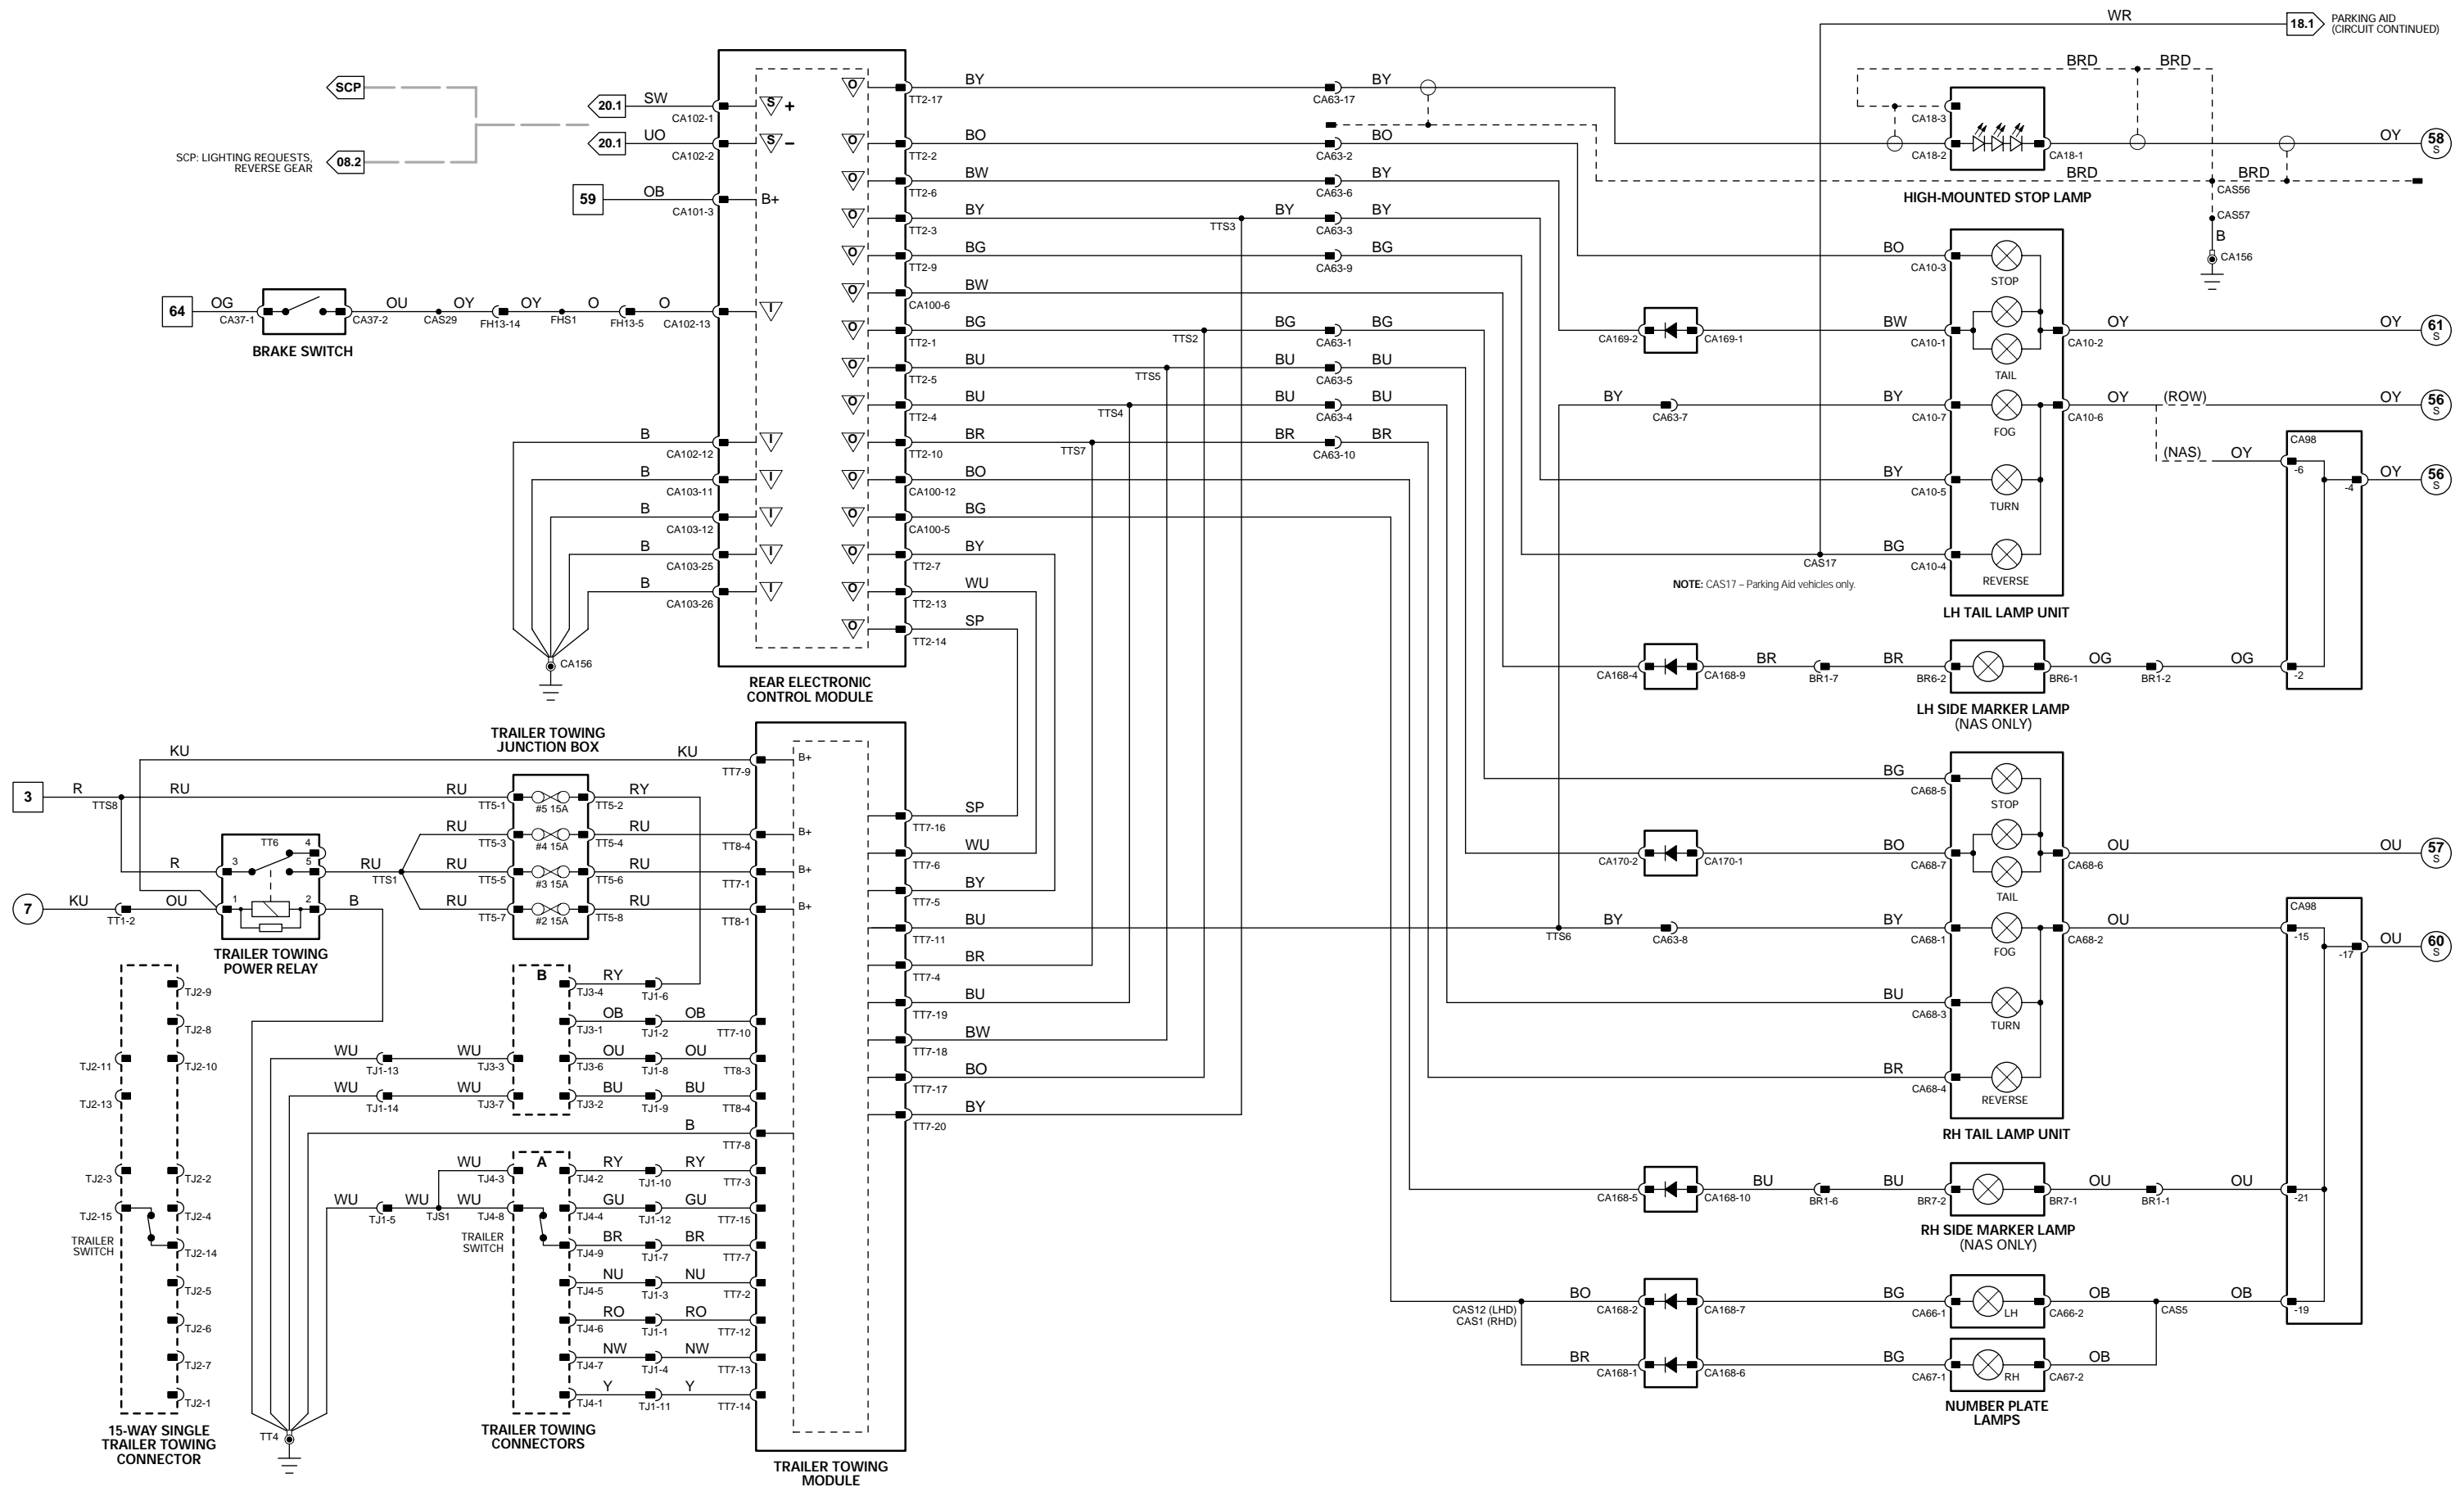 WR
18.1
PARKING AID
(CIRCUIT CONTINUED)
SCP
SCP: LIGHTING REQUESTS,
REVERSE GEAR
08.2
20.1
SW
CA102-1
S
+
20.1
UO
CA102-2
S
–
59
OB
CA101-3
B+
64
OG
CA37-1
CA37-2
OU
CAS29
OY
FH13-14
OY
FHS1
O
FH13-5
O
CA102-13
I
BRAKE SWITCH
B
CA102-12
I
B
CA103-11
I
B
CA103-12
I
B
CA103-25
I
B
CA103-26
I
CA156
REAR ELECTRONIC
CONTROL MODULE
O
TT2-17
BY
CA63-17
BY
O
TT2-2
BO
CA63-2
BO
O
TT2-6
BW
CA63-6
BY
O
TT2-3
BY
TTS3
BY
CA63-3
BY
O
TT2-9
BG
CA63-9
BG
O
CA100-6
BW
O
TT2-1
BG
TTS2
BG
CA63-1
BG
O
TT2-5
BU
TTS5
BU
CA63-5
BU
O
TT2-4
BU
TTS4
BU
CA63-4
BU
O
TT2-10
BR
TTS7
BR
CA63-10
BR
O
CA100-12
BO
O
CA100-5
BG
O
TT2-7
BY
O
TT2-13
WU
O
TT2-14
SP
BRD
BRD
CA18-3
CA18-2
CA18-1
OY
58
S
BRD
BRD
CAS56
CAS57
B
CA156
HIGH-MOUNTED STOP LAMP
BO
CA10-3
STOP
CA169-2
CA169-1
BW
CA10-1
TAIL
CA10-2
OY
OY
61
S
BY
CA63-7
BY
CA10-7
FOG
CA10-6
OY
(ROW)
OY
56
S
(NAS)
OY
CA98
-6
-4
OY
56
S
BY
CA10-5
TURN
CAS17
BG
CA10-4
REVERSE
NOTE: CAS17 – Parking Aid vehicles only.
LH TAIL LAMP UNIT
CA168-4
CA168-9
BR
BR1-7
BR
BR6-2
BR6-1
OG
BR1-2
OG
-2
LH SIDE MARKER LAMP
(NAS ONLY)
BG
CA68-5
STOP
CA170-2
CA170-1
BO
CA68-7
TAIL
CA68-6
OU
OU
57
S
TTS6
BY
CA63-8
BY
CA68-1
FOG
CA68-2
OU
CA98
-15
-17
OU
60
S
BU
CA68-3
TURN
BR
CA68-4
REVERSE
RH TAIL LAMP UNIT
CA168-5
CA168-10
BU
BR1-6
BU
BR7-2
BR7-1
OU
BR1-1
OU
-21
RH SIDE MARKER LAMP
(NAS ONLY)
CAS12 (LHD)
CAS1 (RHD)
BO
CA168-2
CA168-7
BG
CA66-1
LH
CA66-2
OB
CAS5
OB
-19
BR
CA168-1
CA168-6
BG
CA67-1
RH
CA67-2
OB
NUMBER PLATE
LAMPS
TRAILER TOWING
JUNCTION BOX
KU
KU
TT7-9
B+
3
R
TTS8
RU
RU
TT5-1
#5 15A
TT5-2
RY
RU
TT5-3
#4 15A
TT5-4
RU
TT8-4
B+
R
TT6
3
4
5
1
2
RU
TTS1
RU
TT5-5
#3 15A
TT5-6
RU
TT7-1
B+
7
KU
TT1-2
OU
B
RU
TT5-7
#2 15A
TT5-8
RU
TT8-1
B+
TRAILER TOWING
POWER RELAY
SP
TT7-16
WU
TT7-6
BY
TT7-5
BU
TT7-11
BR
TT7-4
BU
TT7-19
BW
TT7-18
BO
TT7-17
BY
TT7-20
B
TJ3-4
RY
TJ1-6
TJ3-1
OB
TJ1-2
OB
TT7-10
WU
TJ1-13
WU
TJ3-3
TJ3-6
OU
TJ1-8
OU
TT8-3
WU
TJ1-14
WU
TJ3-7
TJ3-2
BU
TJ1-9
BU
TT8-4
B
TT7-8
A
WU
TJ4-3
TJ4-2
RY
TJ1-10
RY
TT7-3
WU
TJ1-5
WU
TJS1
WU
TJ4-8
TJ4-4
GU
TJ1-12
GU
TT7-15
TRAILER
SWITCH
TJ4-9
BR
TJ1-7
BR
TT7-7
TJ4-5
NU
TJ1-3
NU
TT7-2
TJ4-6
RO
TJ1-1
RO
TT7-12
TJ4-7
NW
TJ1-4
NW
TT7-13
TJ4-1
Y
TJ1-11
Y
TT7-14
TRAILER TOWING
CONNECTORS
TRAILER TOWING
MODULE
TJ2-9
TJ2-8
TJ2-11
TJ2-10
TJ2-13
TJ2-3
TJ2-2
TJ2-15
TJ2-4
TRAILER
SWITCH
TJ2-14
TJ2-5
TJ2-6
TJ2-7
TJ2-1
15-WAY SINGLE
TRAILER TOWING
CONNECTOR
TT4